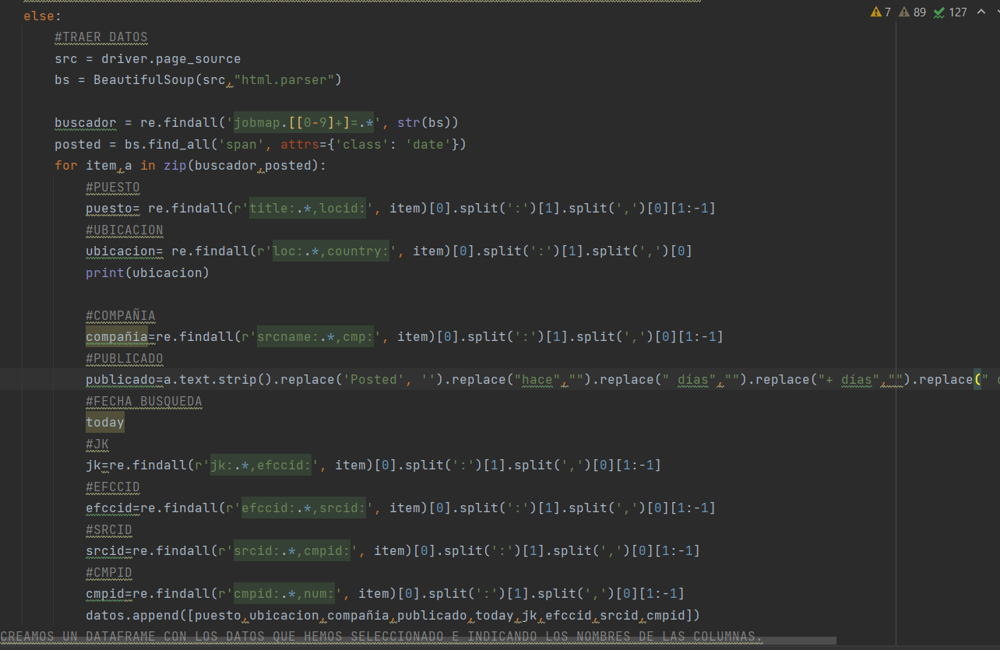 else:
7 89 127
#TRAER DATOS
src = driver.page_source
bs = BeautifulSoup(src,"html.parser")
buscador = re.findall('jobmap.[[0-9]+]=.*', str(bs))
posted = bs.find_all('span', attrs={'class': 'date'})
for item,a in zip(buscador,posted):
#PUESTO
puesto= re.findall(r'title:.*,locid:', item)[0].split(':')[1].split(',')[0][1:-1]
#UBICACION
ubicacion= re.findall(r'loc:.*,country:', item)[0].split(':')[1].split(',')[0]
print(ubicacion)
#COMPAÑIA
compañia=re.findall(r'srcname:.*,cmp:', item)[0].split(':')[1].split(',')[0][1:-1]
#PUBLICADO
publicado=a.text.strip().replace('Posted', '').replace("hace","").replace(" días","").replace("+ días","").replace("
#FECHA BUSQUEDA
today
#JK
jk=re.findall(r'jk:.*,efccid:', item)[0].split(':')[1].split(',')[0][1:-1]
#EFCCID
efccid=re.findall(r'efccid:.*,srcid:', item)[0].split(':')[1].split(',')[0][1:-1]
#SRCID
srcid=re.findall(r'srcid:.*,cmpid:', item)[0].split(':')[1].split(',')[0][1:-1]
#CMPID
cmpid=re.findall(r'cmpid:.*,num:', item)[0].split(':')[1].split(',')[0][1:-1]
datos.append([puesto,ubicacion,compañia,publicado,today,jk,efccid,srcid,cmpid])
CREAMOS UN DATAFRAME CON LOS DATOS QUE HEMOS SELECCIONADO E INDICANDO LOS NOMBRES DE LAS COLUMNAS.